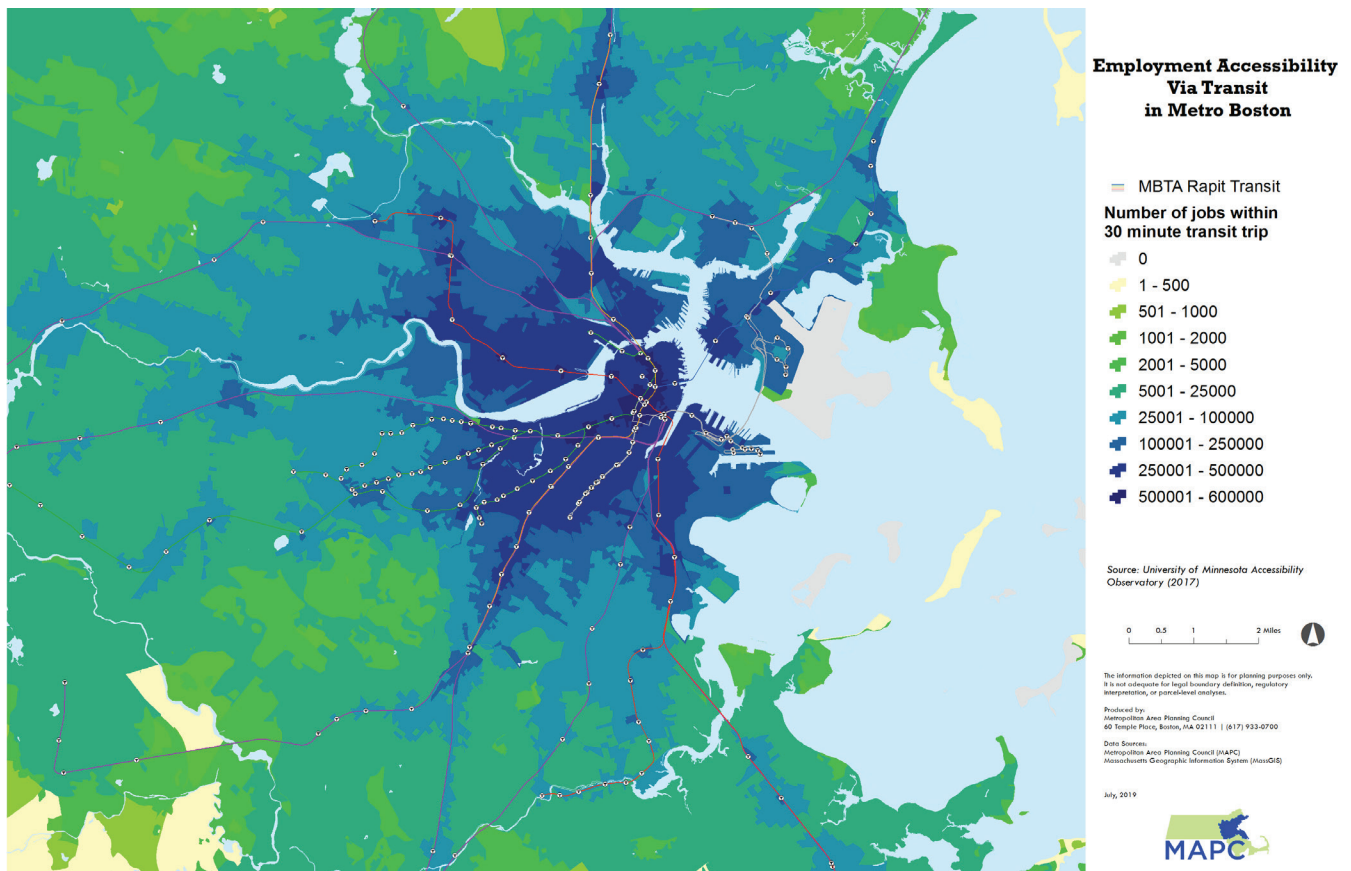 Employment Accessibility
Via Transit
in Metro Boston
MBTA Rapit Transit
Number of jobs within
30 minute transit trip
0
1 - 500
501 - 1000
1001 - 2000
2001 - 5000
5001 - 25000
25001 - 100000
100001 - 250000
250001 - 500000
500001 - 600000
Source: University of Minnesota Accessibility
Observatory (2017)
0 0.5 1 2 Miles
The information depicted on this map is for planning purposes only.
It is not adequate for legal boundary definition, regulatory
interpretation, or parcel-level analyses.
Produced by:
Metropolitan Area Planning Council
60 Temple Place, Boston, MA 02111 | (617) 933-0700
Data Sources:
Metropolitan Area Planning Council (MAPC)
Massachusetts Geographic Information System (MassGIS)
July, 2019
MAPC